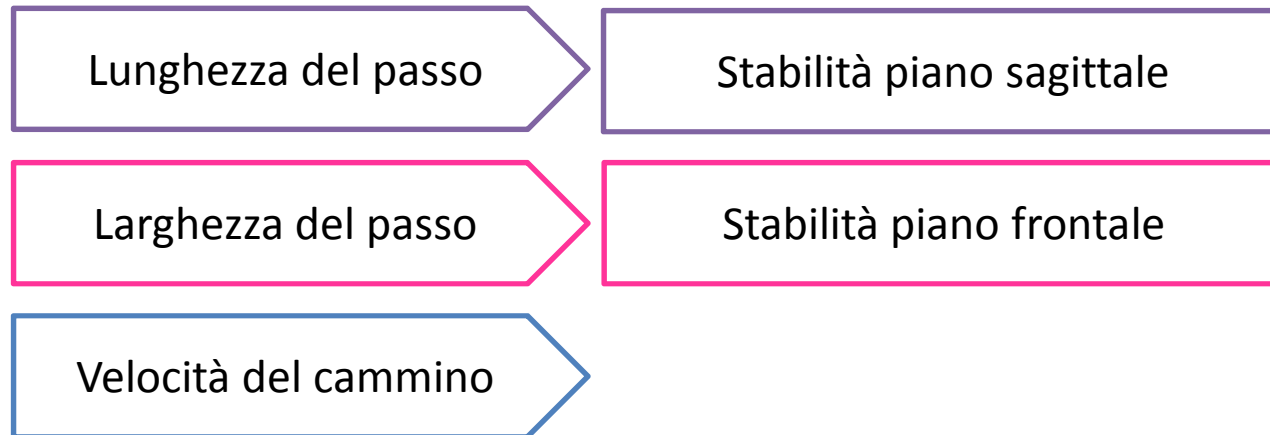 Lunghezza del passo
Stabilità piano sagittale
Larghezza del passo
Stabilità piano frontale
Velocità del cammino